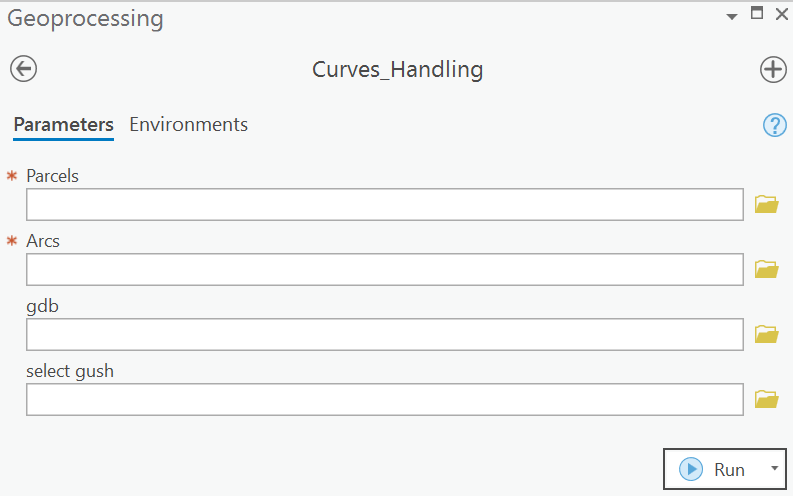 Geoprocessing
Curves_Handling
Parameters Environments
?
* Parcels
* Arcs
gdb
select gush
Run